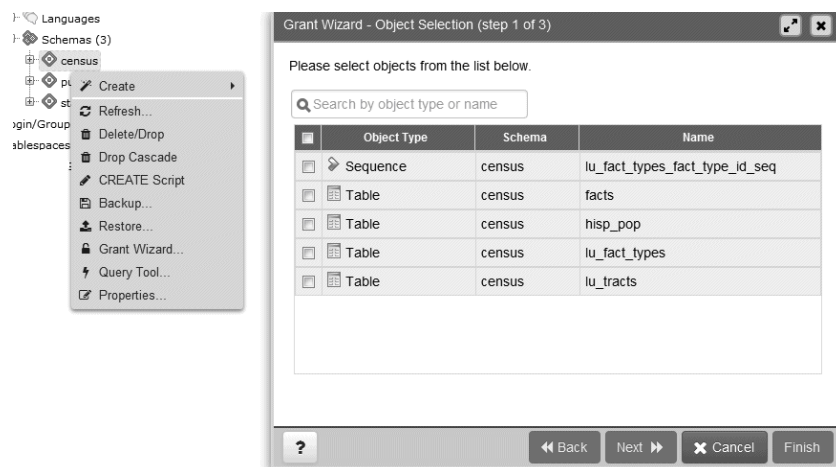 Languages
Schemas (3)
census
Create
Refresh...
Delete/Drop
Drop Cascade
CREATE Script
Backup...
Restore...
Grant Wizard...
Query Tool...
Properties...
Grant Wizard - Object Selection (step 1 of 3)
Please select objects from the list below.
Search by object type or name
Object Type Schema Name
Sequence census lu_fact_types_fact_type_id_seq
Table census facts
Table census hisp_pop
Table census lu_fact_types
Table census lu_tracts
? Back Next Cancel Finish